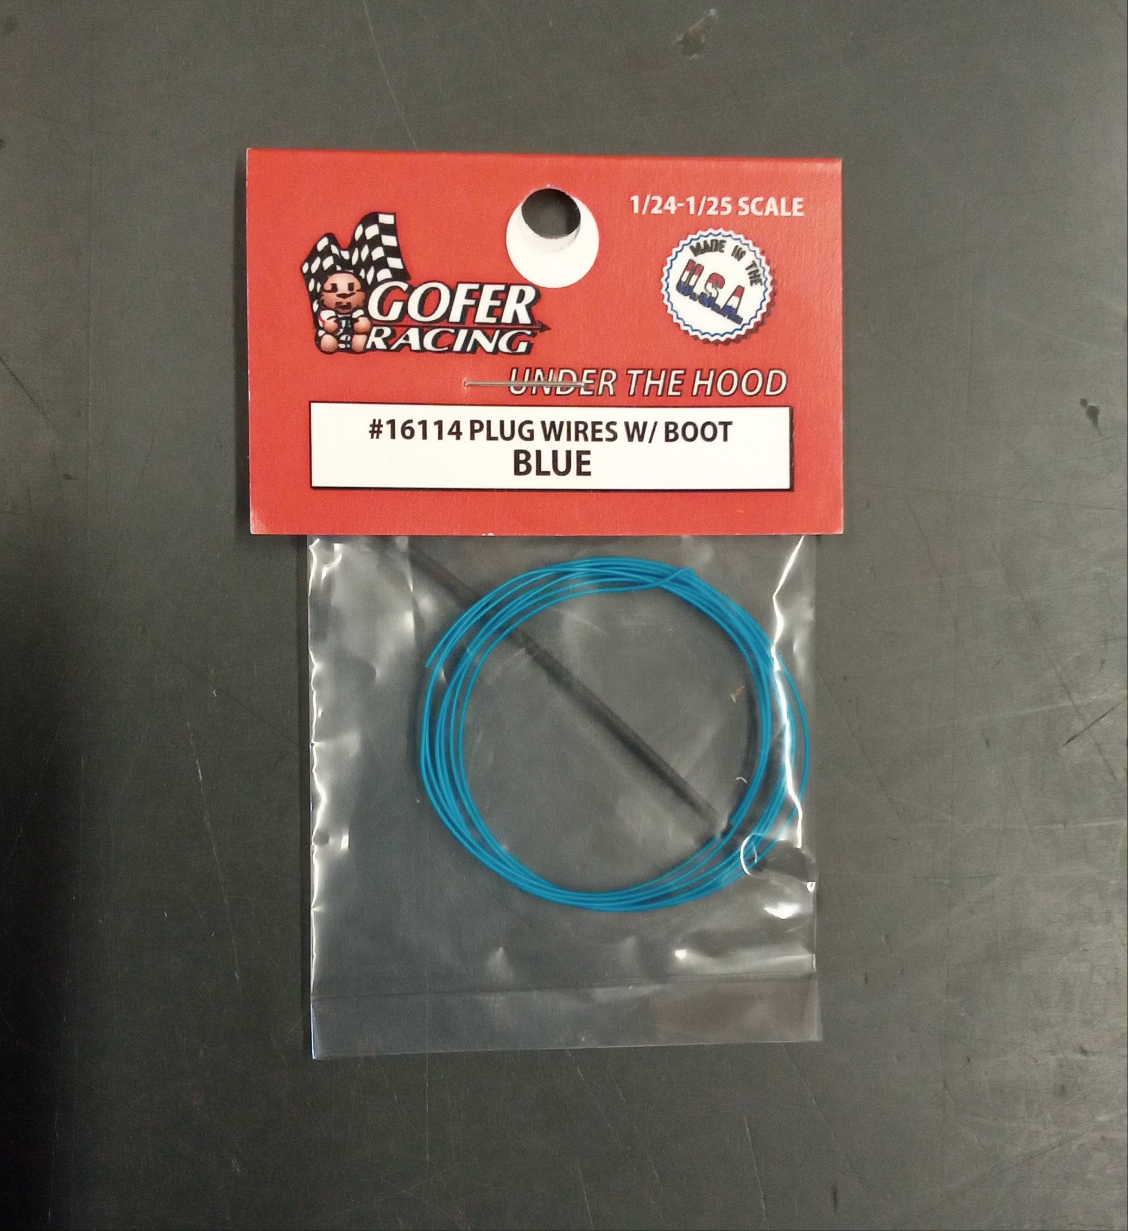 1/24-1/25 SCALE
MADE IN THE
U.S.A.
GOFER
RACING
UNDER THE HOOD
#16114 PLUG WIRES W/ BOOT
BLUE